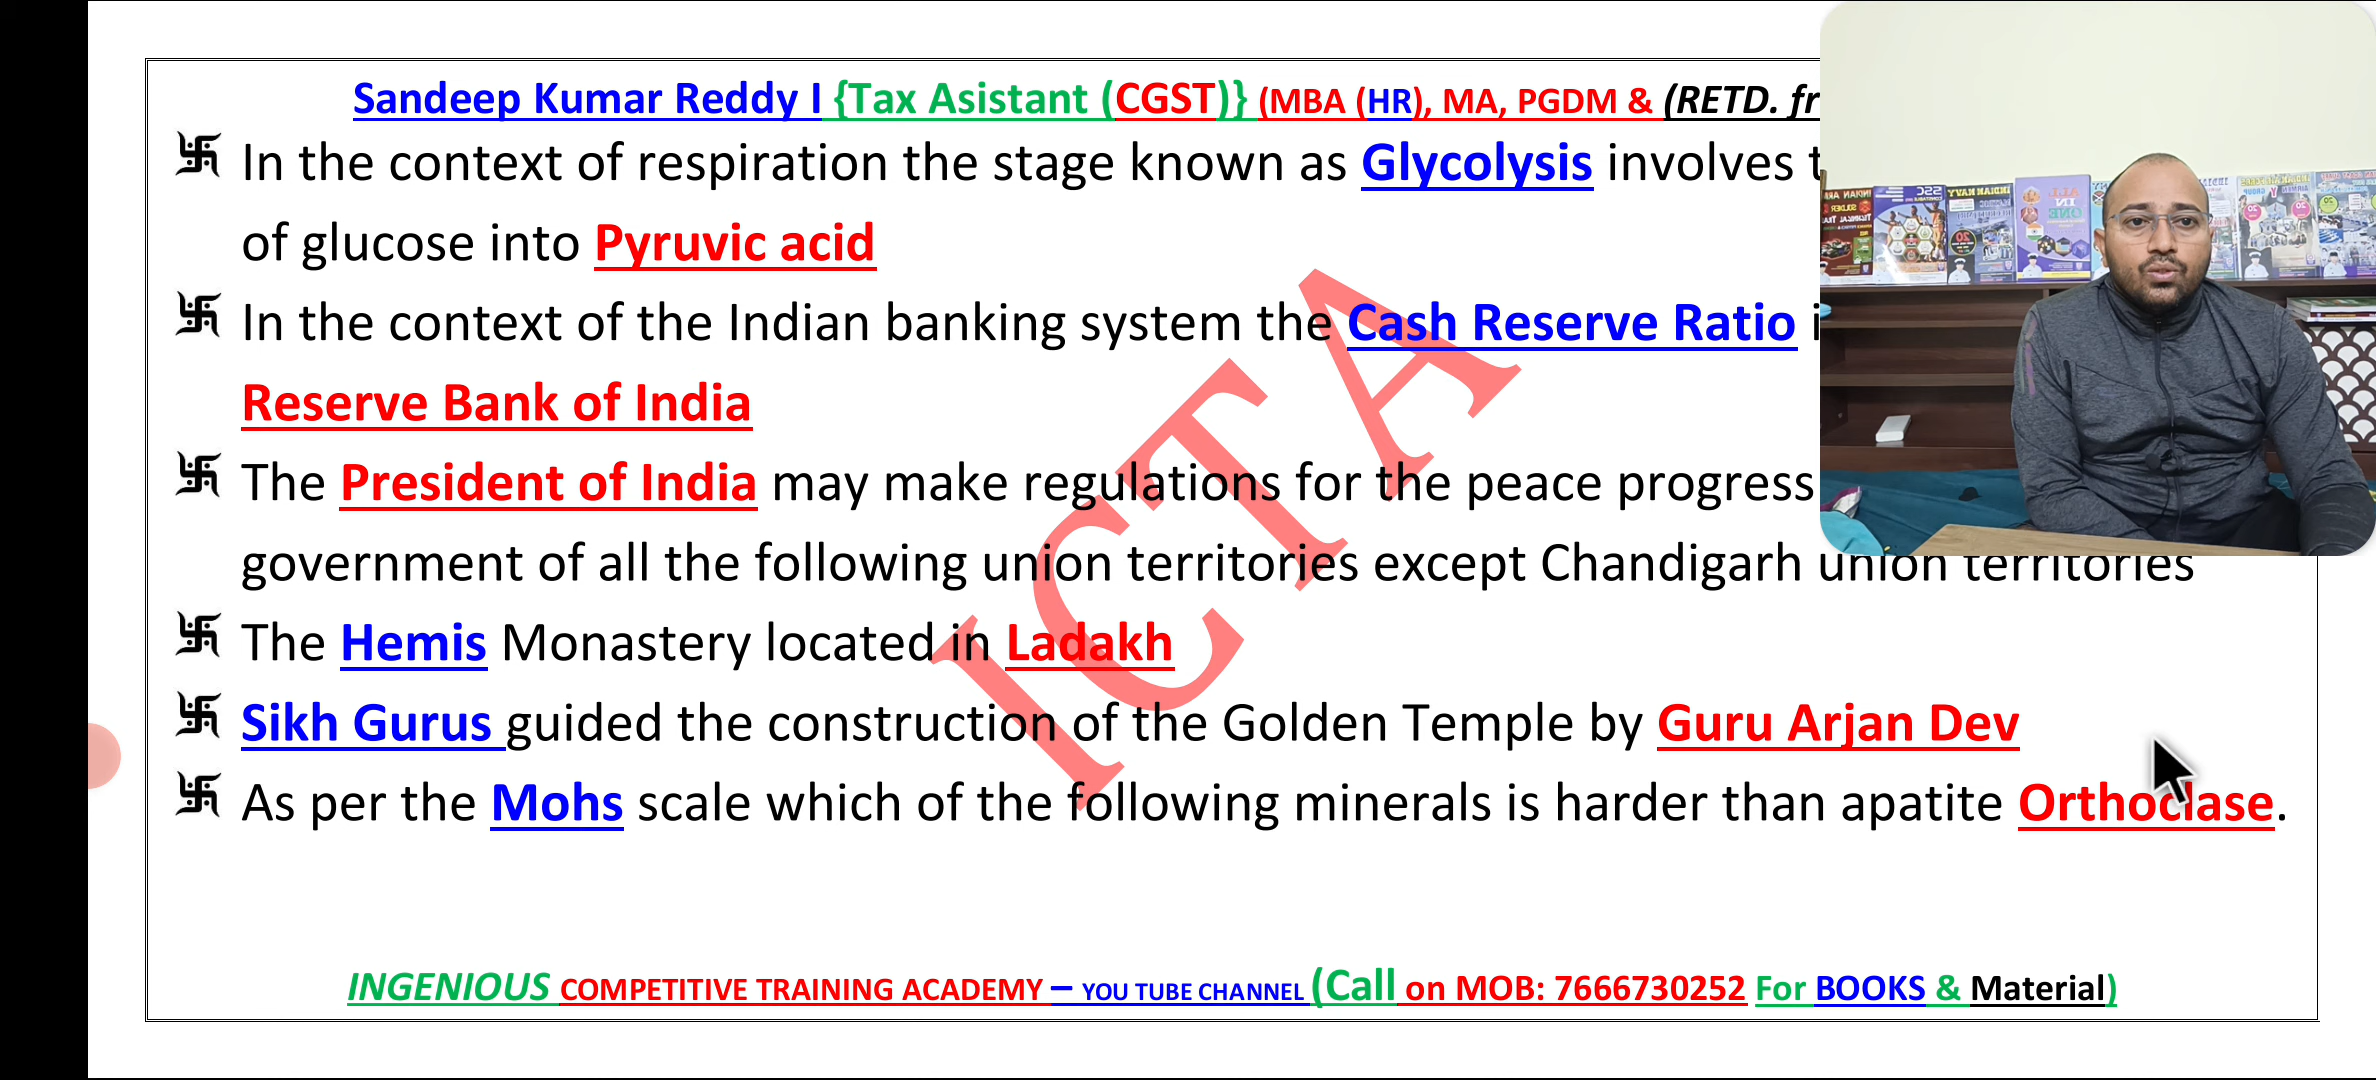 Sandeep Kumar Reddy I {Tax Asistant (CGST)} (MBA (HR), MA, PGDM & (RETD. fr
In the context of respiration the stage known as Glycolysis involves
of glucose into Pyruvic acid
In the context of the Indian banking system the Cash Reserve Ratio
Reserve Bank of India
The President of India may make regulations for the peace progress
government of all the following union territories except Chandigarh union territories
The Hemis Monastery located in Ladakh
Sikh Gurus guided the construction of the Golden Temple by Guru Arjan Dev
As per the Mohs scale which of the following minerals is harder than apatite Orthoclase.
ICTA
INGENIOUS COMPETITIVE TRAINING ACADEMY – YOU TUBE CHANNEL (Call on MOB: 7666730252 For BOOKS & Material)